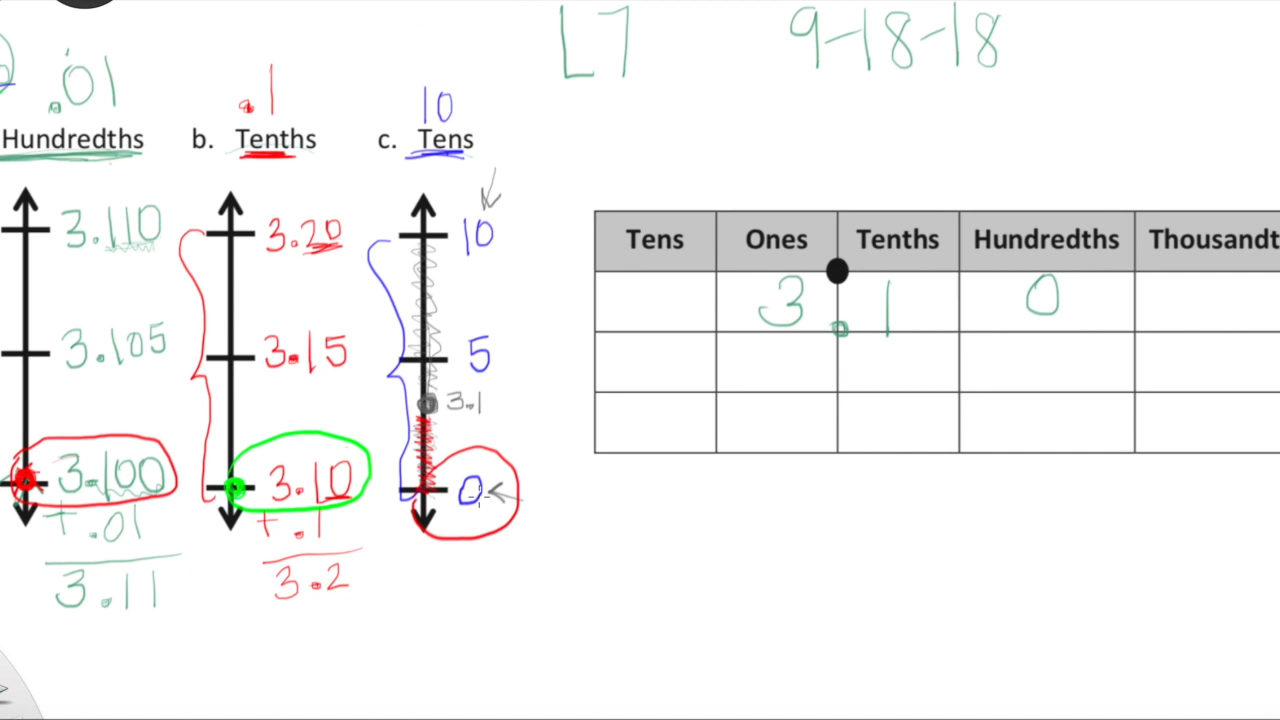 L7 9-18-18
.01 .1 10
Hundredths b. Tenths c. Tens
3.110 3.20 10
3.105 3.15 5
3.1
3.100 3.10 0
+.01 +.1
3.11 3.2
Tens Ones Tenths Hundredths Thousandt
3 . 1 0